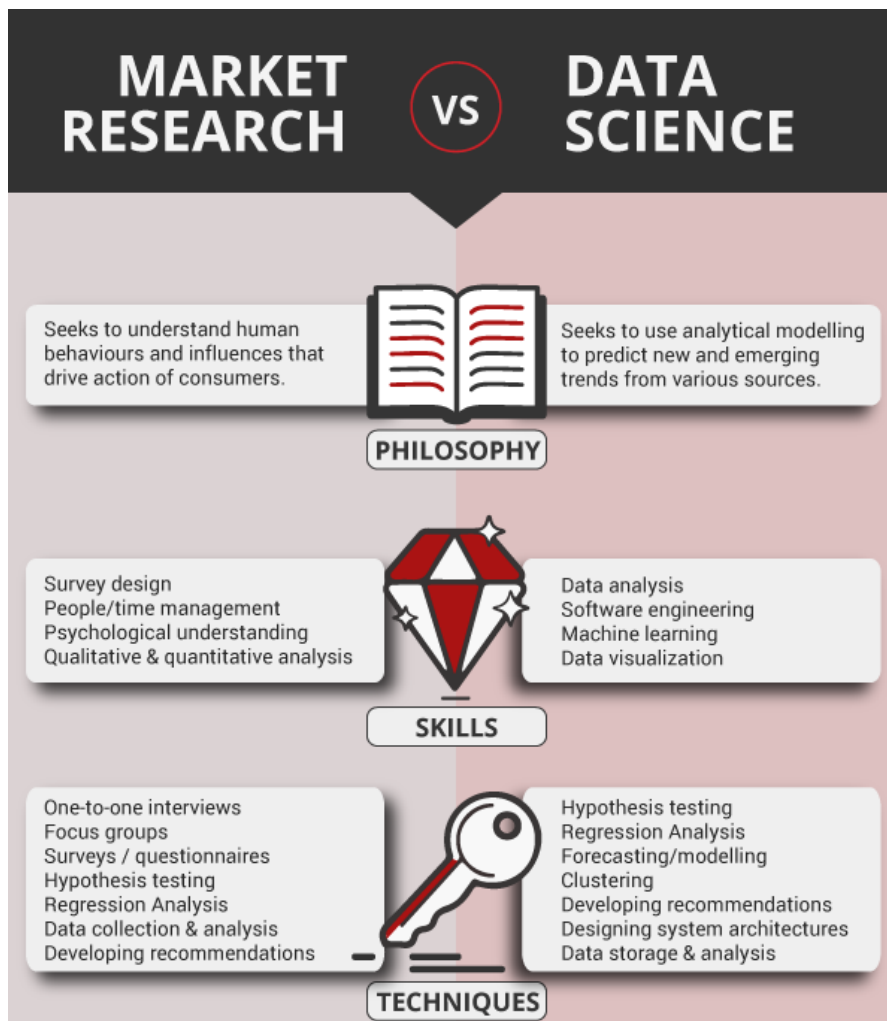 MARKET
RESEARCH
VS
DATA
SCIENCE
Seeks to understand human
behaviours and influences that
drive action of consumers.
Seeks to use analytical modelling
to predict new and emerging
trends from various sources.
PHILOSOPHY
Survey design
People/time management
Psychological understanding
Qualitative & quantitative analysis
Data analysis
Software engineering
Machine learning
Data visualization
SKILLS
One-to-one interviews
Focus groups
Surveys / questionnaires
Hypothesis testing
Regression Analysis
Data collection & analysis
Developing recommendations
Hypothesis testing
Regression Analysis
Forecasting/modelling
Clustering
Developing recommendations
Designing system architectures
Data storage & analysis
TECHNIQUES